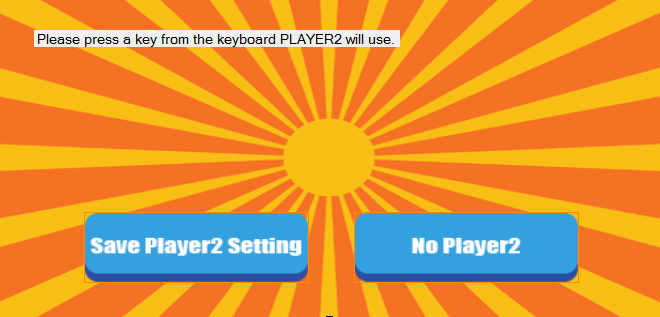 Please press a key from the keyboard PLAYER2 will use.
Save Player2 Setting
No Player2